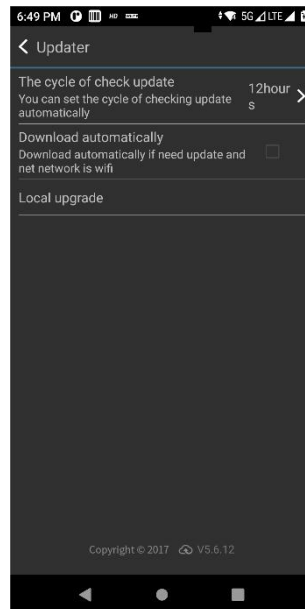 6:49 PM HD 5G LTE
Updater
The cycle of check update
You can set the cycle of checking update
automatically
12hour
s
Download automatically
Download automatically if need update and
net network is wifi
Local upgrade
Copyright © 2017 V5.6.12